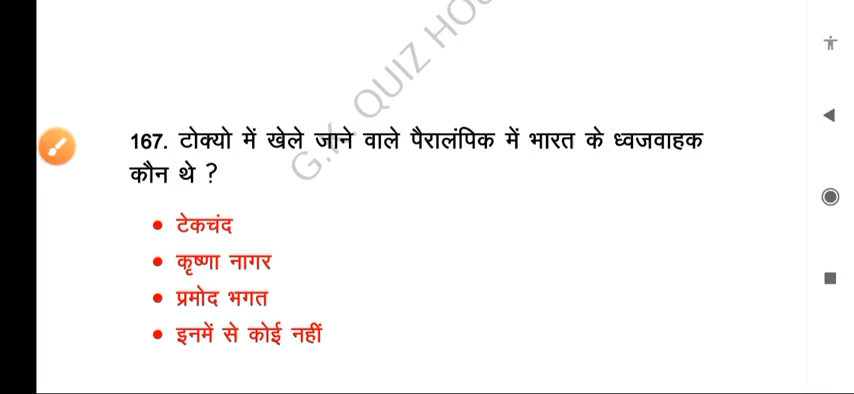 G.K. QUIZ HO
167. टोक्यो में खेले जाने वाले पैरालंपिक में भारत के ध्वजवाहक
कौन थे ?
• टेकचंद
• कृष्णा नागर
• प्रमोद भगत
• इनमें से कोई नहीं